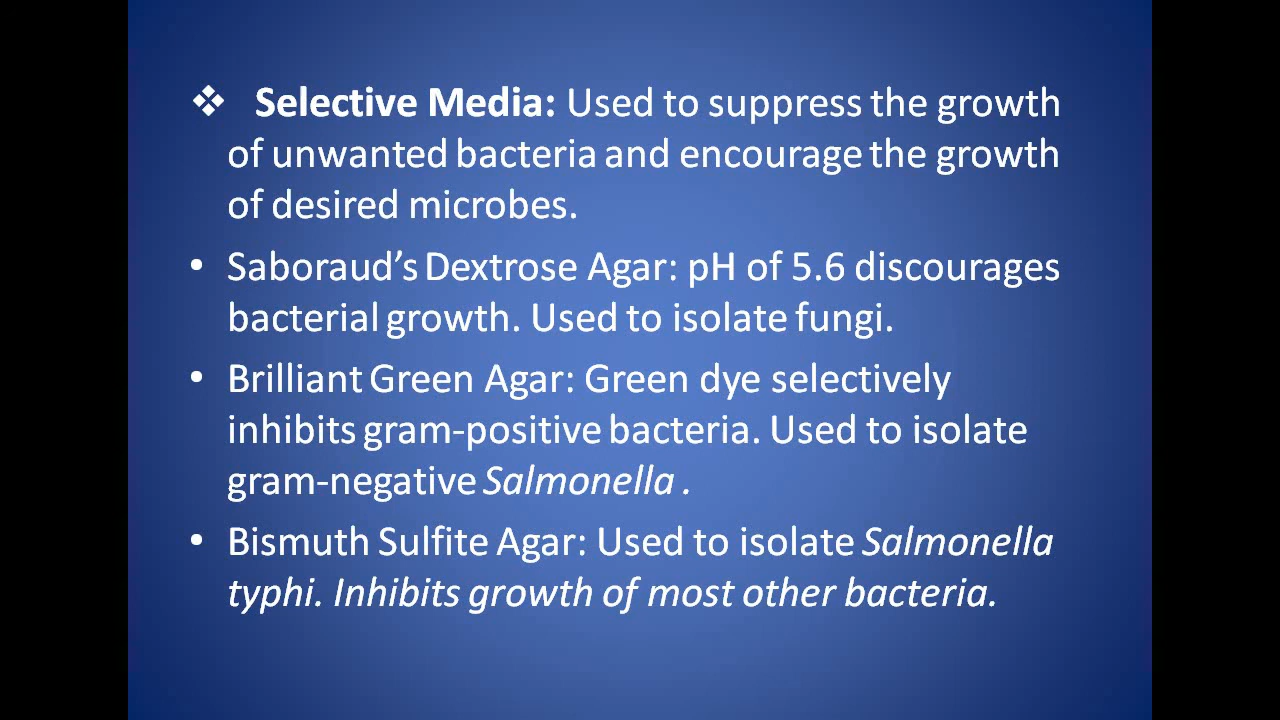 ❖ Selective Media: Used to suppress the growth
of unwanted bacteria and encourage the growth
of desired microbes.
• Saboraud’s Dextrose Agar: pH of 5.6 discourages
bacterial growth. Used to isolate fungi.
• Brilliant Green Agar: Green dye selectively
inhibits gram-positive bacteria. Used to isolate
gram-negative Salmonella .
• Bismuth Sulfite Agar: Used to isolate Salmonella
typhi. Inhibits growth of most other bacteria.